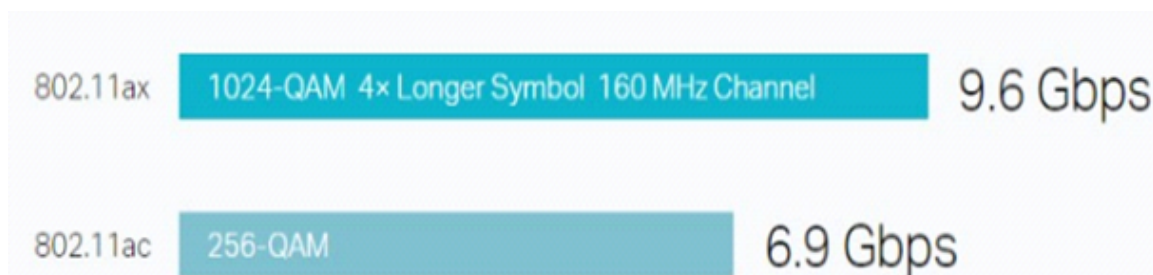 802.11ax 1024-QAM 4× Longer Symbol 160 MHz Channel 9.6 Gbps
802.11ac 256-QAM 6.9 Gbps